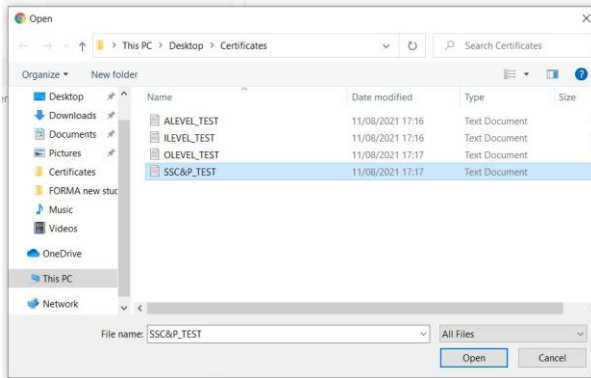 Open
This PC > Desktop > Certificates
Search Certificates
Organize
New folder
Desktop
Downloads
Documents
Pictures
Certificates
FORMA new stuc
Music
Videos
OneDrive
This PC
Network
Name Date modified Type Size
ALEVEL_TEST 11/08/2021 17:16 Text Document
ILEVEL_TEST 11/08/2021 17:16 Text Document
OLEVEL_TEST 11/08/2021 17:17 Text Document
SSC&P_TEST 11/08/2021 17:17 Text Document
File name: SSC&P_TEST All Files
Open Cancel